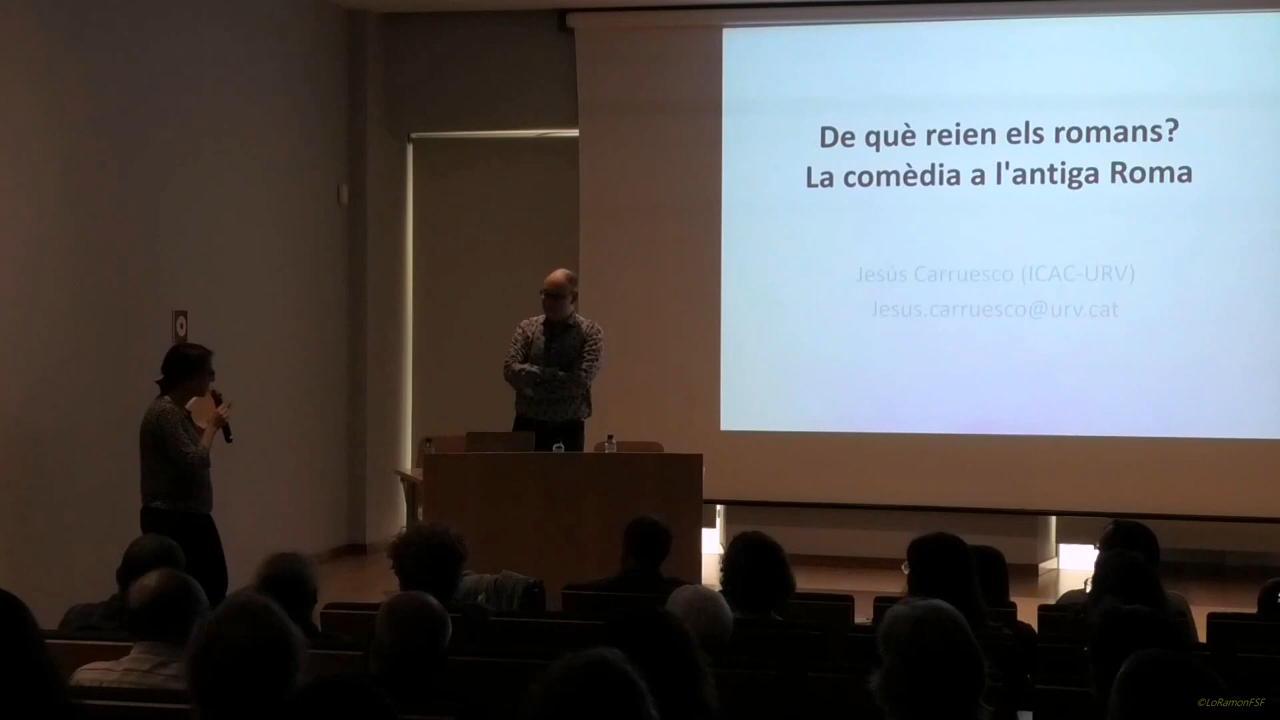 De què reien els romans?
La comèdia a l'antiga Roma
Jesús Carruesco (ICAC-URV)
Jesus.carruesco@urv.cat
©LoRamonFSF